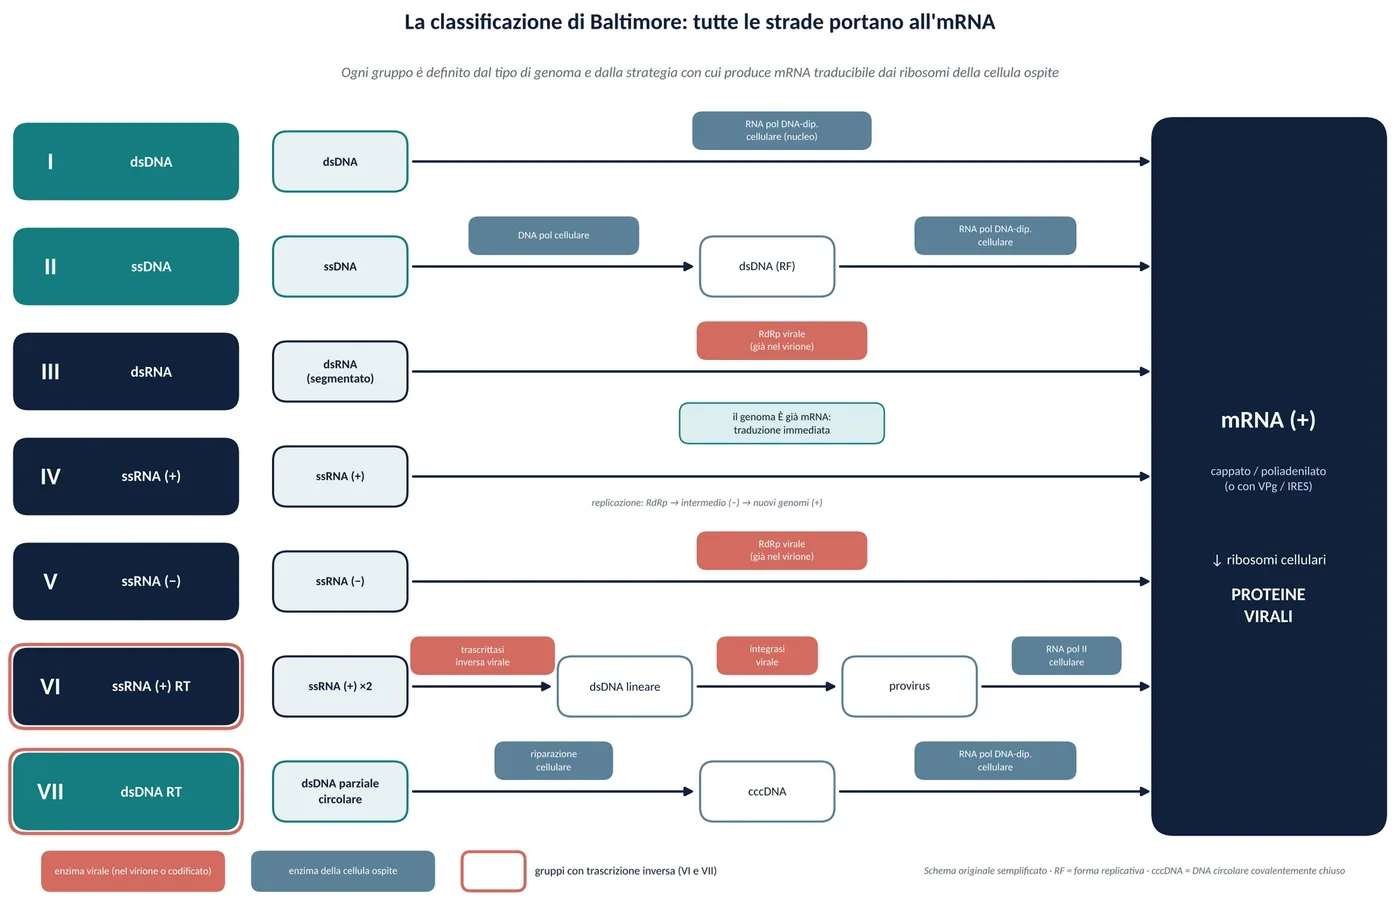 La classificazione di Baltimore: tutte le strade portano all'mRNA
Ogni gruppo è definito dal tipo di genoma e dalla strategia con cui produce mRNA traducibile dai ribosomi della cellula ospite
I
dsDNA
dsDNA
RNA pol DNA-dip.
cellulare (nucleo)
II
ssDNA
ssDNA
DNA pol cellulare
dsDNA (RF)
RNA pol DNA-dip.
cellulare
III
dsRNA
dsRNA
(segmentato)
RdRp virale
(già nel virione)
IV
ssRNA (+)
ssRNA (+)
il genoma È già mRNA:
traduzione immediata
replicazione: RdRp → intermedio (−) → nuovi genomi (+)
V
ssRNA (−)
ssRNA (−)
RdRp virale
(già nel virione)
VI
ssRNA (+) RT
ssRNA (+) ×2
trascrittasi
inversa virale
dsDNA lineare
integrasi
virale
provirus
RNA pol II
cellulare
VII
dsDNA RT
dsDNA parziale
circolare
riparazione
cellulare
cccDNA
RNA pol DNA-dip.
cellulare
mRNA (+)
cappato / poliadenilato
(o con VPg / IRES)
↓ ribosomi cellulari
PROTEINE
VIRALI
enzima virale (nel virione o codificato)
enzima della cellula ospite
gruppi con trascrizione inversa (VI e VII)
Schema originale semplificato · RF = forma replicativa · cccDNA = DNA circolare covalentemente chiuso